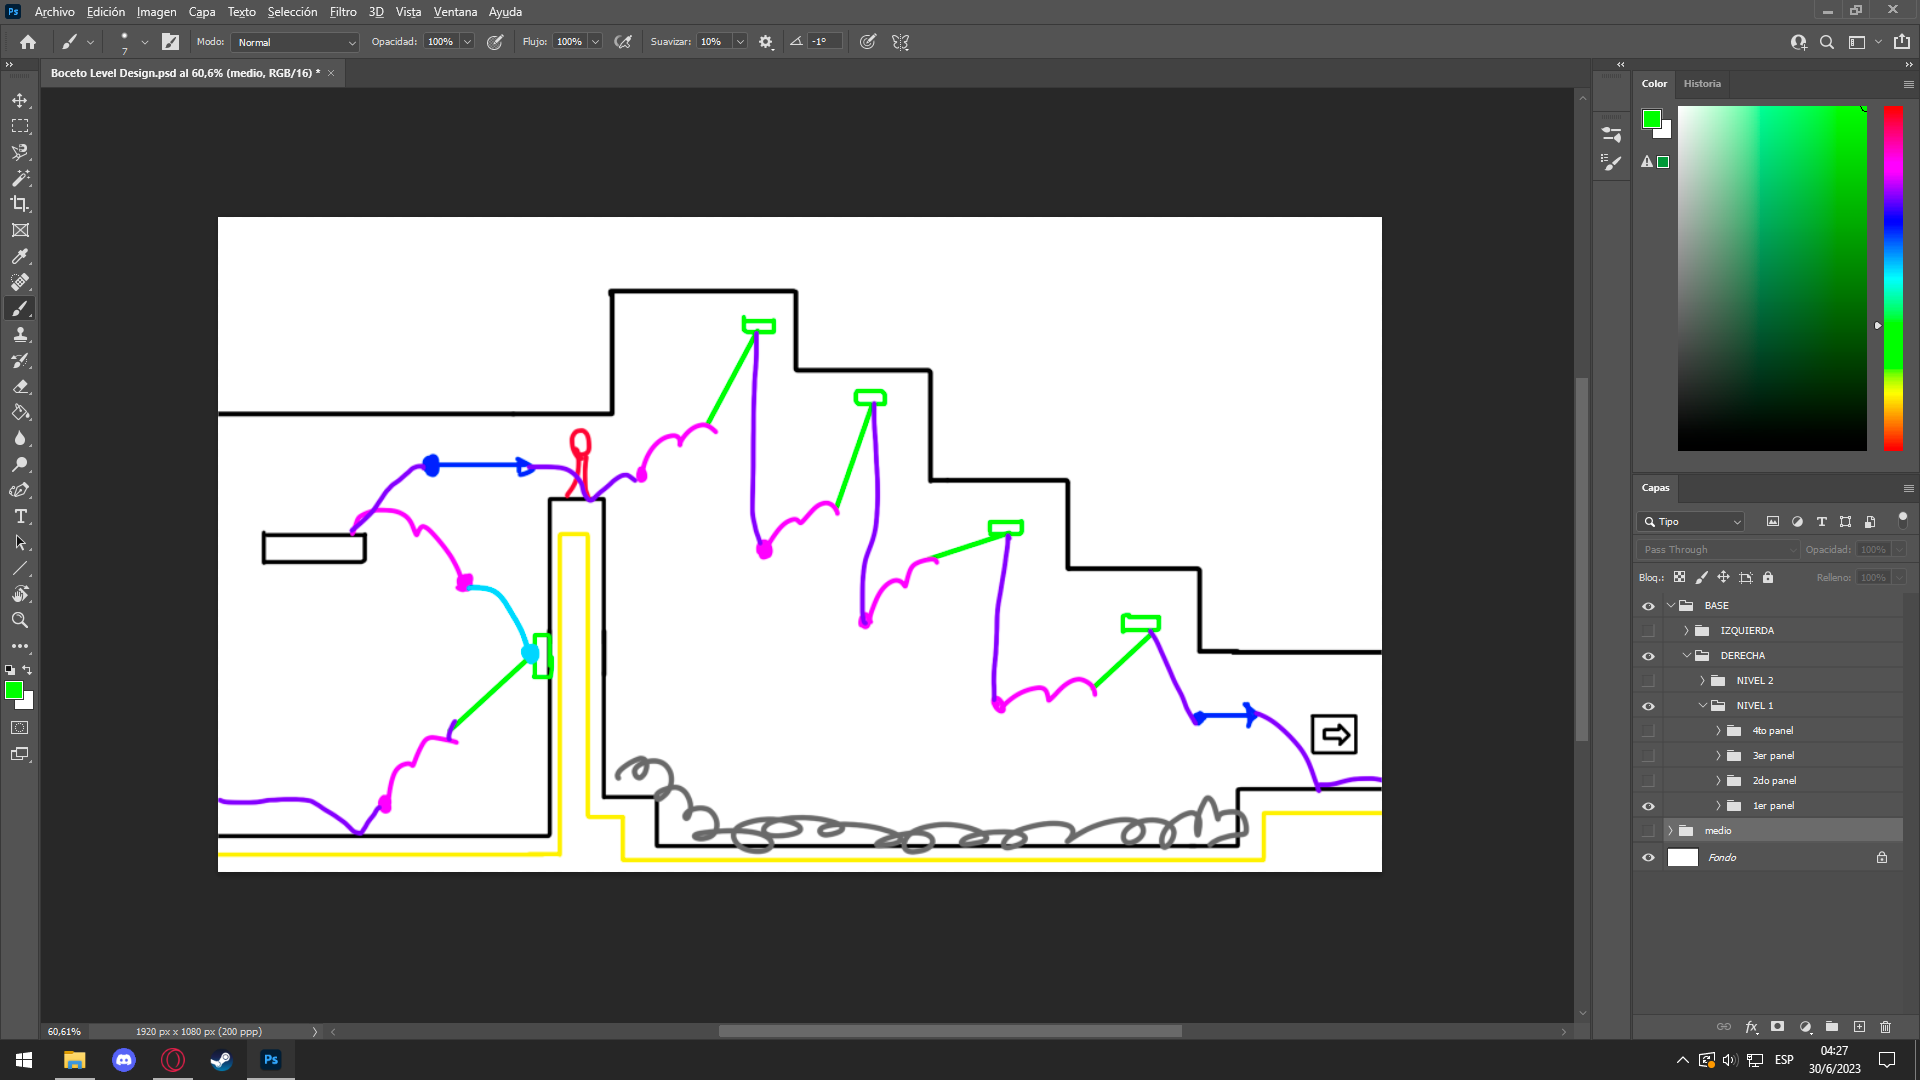 Ps Archivo Edición Imagen Capa Texto Selección Filtro 3D Vista Ventana Ayuda
7 Modo: Normal Opacidad: 100% Flujo: 100% Suavizar: 10% -1°
Boceto Level Design.psd al 60,6% (medio, RGB/16) *
Color Historia
Capas
Tipo
Pass Through Opacidad: 100%
Bloq.: Relleno: 100%
BASE
IZQUIERDA
DERECHA
NIVEL 2
NIVEL 1
4to panel
3er panel
2do panel
1er panel
medio
Fondo
60,61% 1920 px x 1080 px (200 ppp)
Ps ESP 04:27
30/6/2023